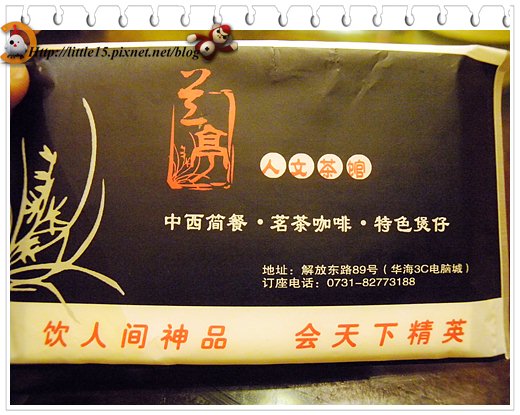 Http://little15.pixnet.net/blog
兰亭
人文茶馆
中西简餐·茗茶咖啡·特色煲仔
地址：解放东路89号（华海3C电脑城）
订座电话：0731-82773188
饮人间神品 会天下精英